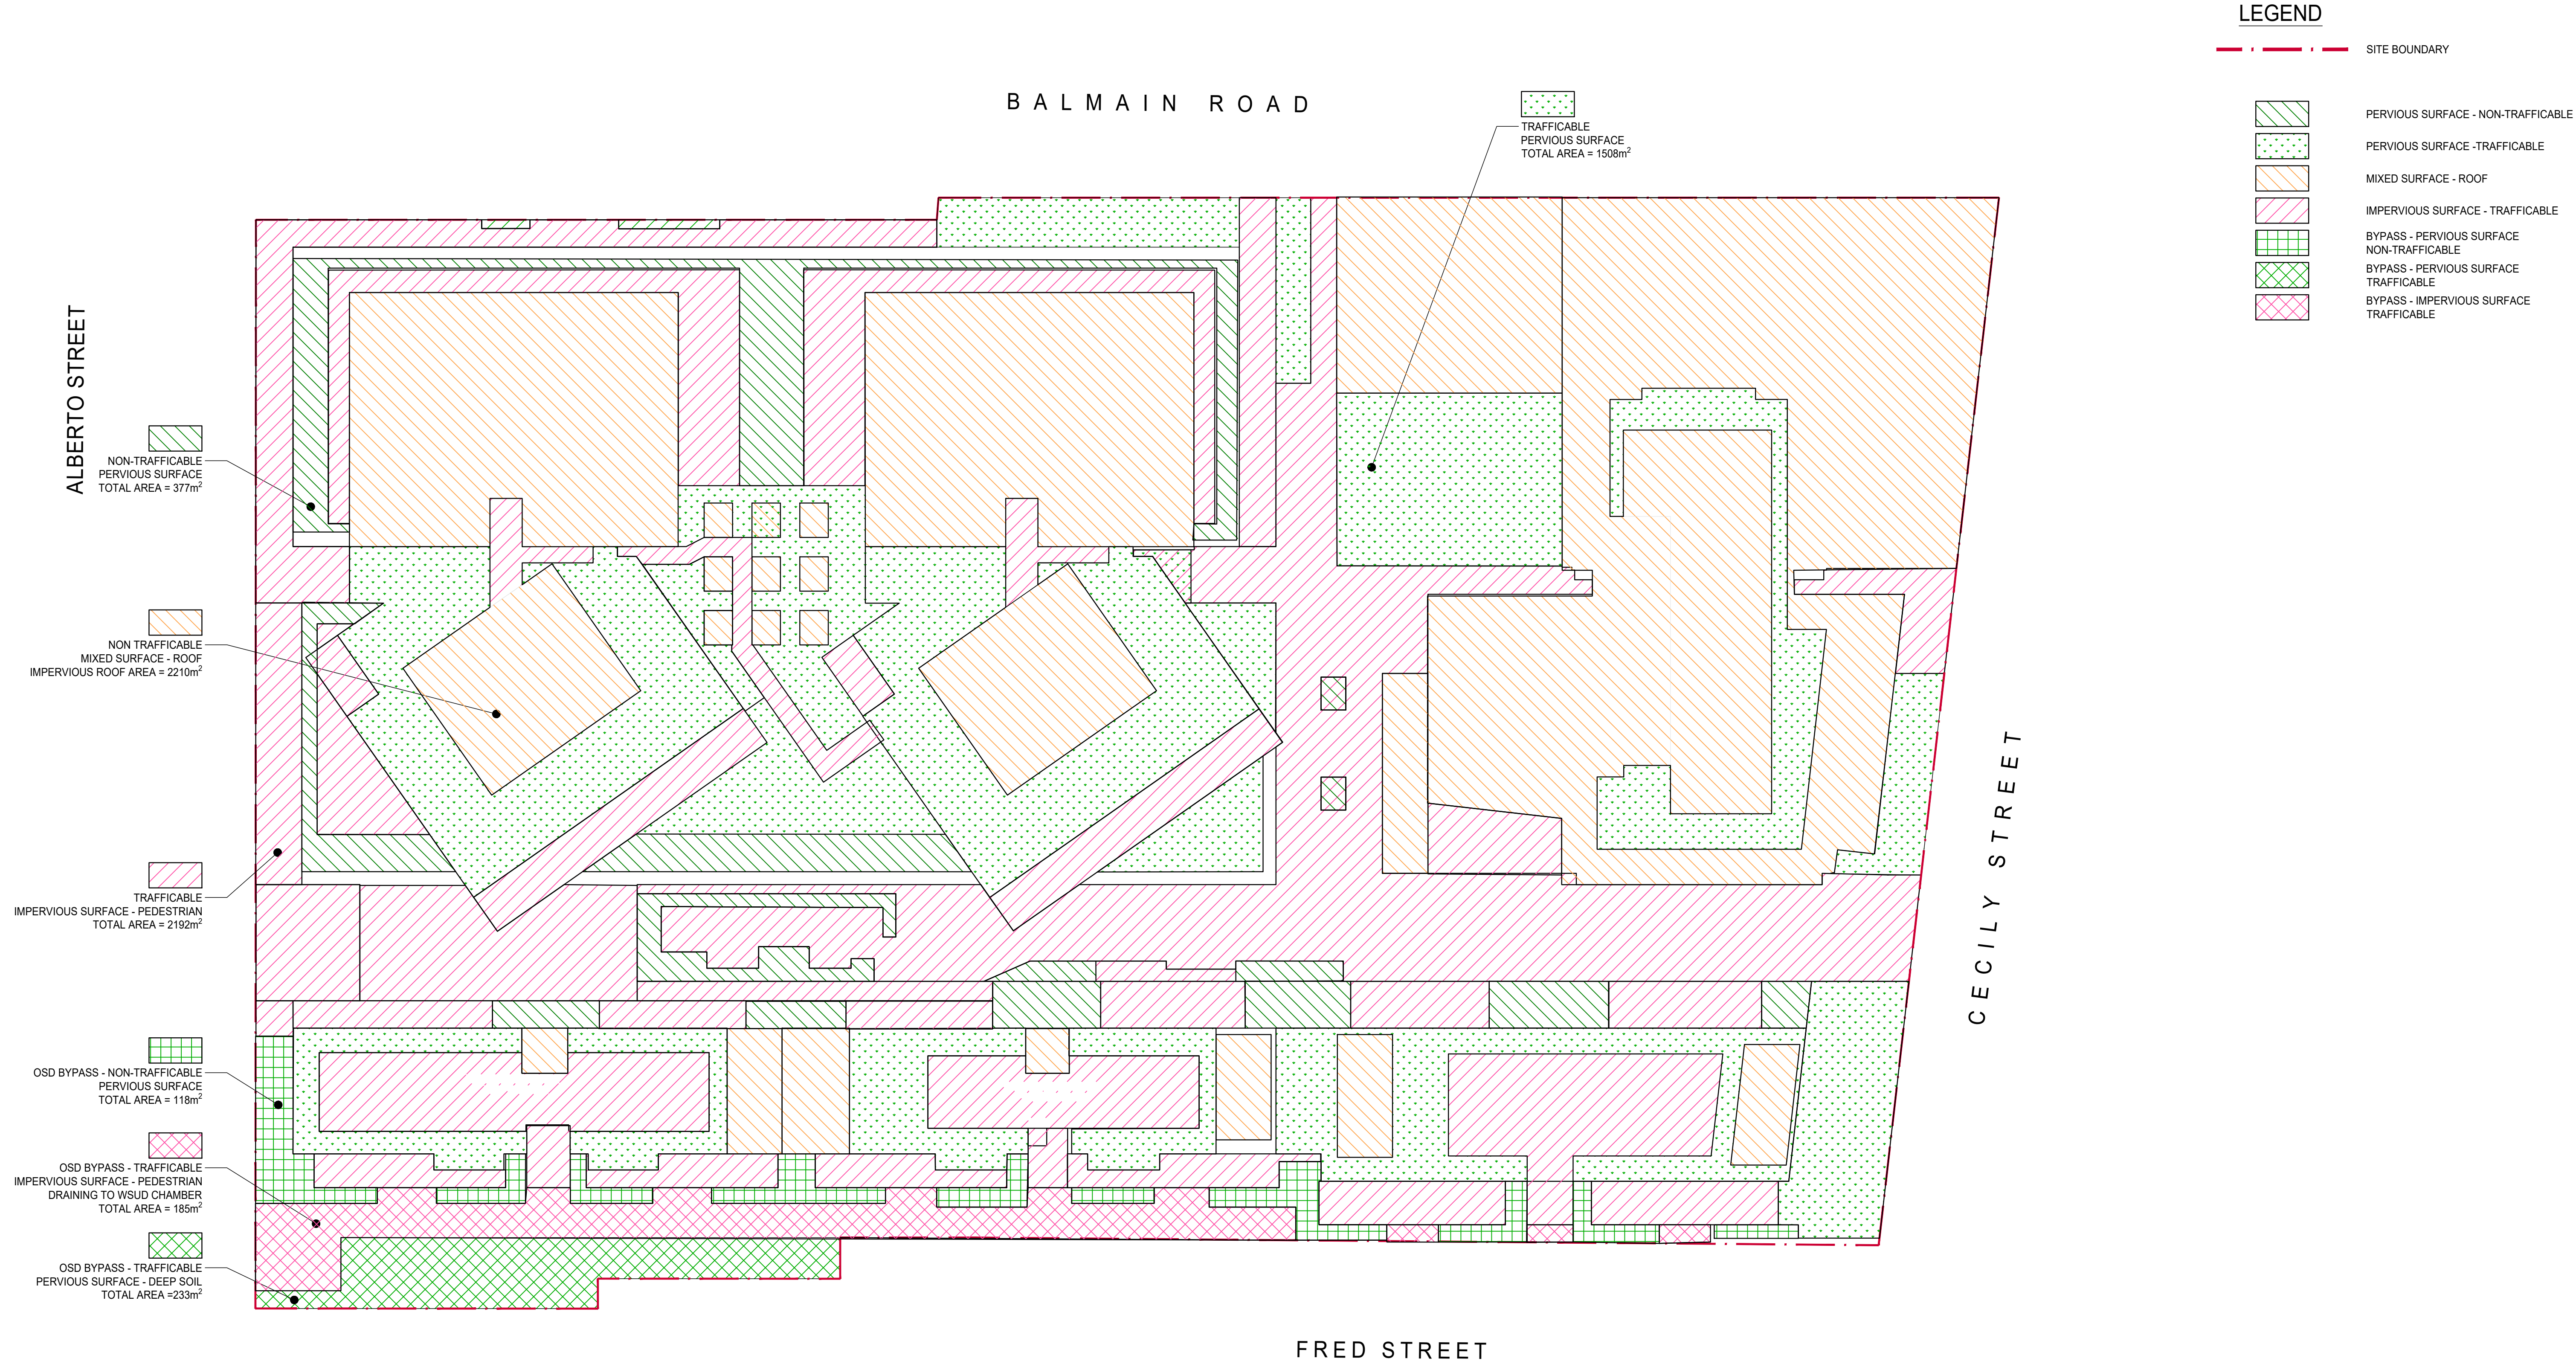 LEGEND
SITE BOUNDARY
PERVIOUS SURFACE - NON-TRAFFICABLE
PERVIOUS SURFACE -TRAFFICABLE
MIXED SURFACE - ROOF
IMPERVIOUS SURFACE - TRAFFICABLE
BYPASS - PERVIOUS SURFACE
NON-TRAFFICABLE
BYPASS - PERVIOUS SURFACE
TRAFFICABLE
BYPASS - IMPERVIOUS SURFACE
TRAFFICABLE
BALMAIN ROAD
TRAFFICABLE
PERVIOUS SURFACE
TOTAL AREA = 1508m²
ALBERTO STREET
NON-TRAFFICABLE
PERVIOUS SURFACE
TOTAL AREA = 377m²
NON TRAFFICABLE
MIXED SURFACE - ROOF
IMPERVIOUS ROOF AREA = 2210m²
TRAFFICABLE
IMPERVIOUS SURFACE - PEDESTRIAN
TOTAL AREA = 2192m²
CECILY STREET
OSD BYPASS - NON-TRAFFICABLE
PERVIOUS SURFACE
TOTAL AREA = 118m²
OSD BYPASS - TRAFFICABLE
IMPERVIOUS SURFACE - PEDESTRIAN
DRAINING TO WSUD CHAMBER
TOTAL AREA = 185m²
OSD BYPASS - TRAFFICABLE
PERVIOUS SURFACE - DEEP SOIL
TOTAL AREA =233m²
FRED STREET